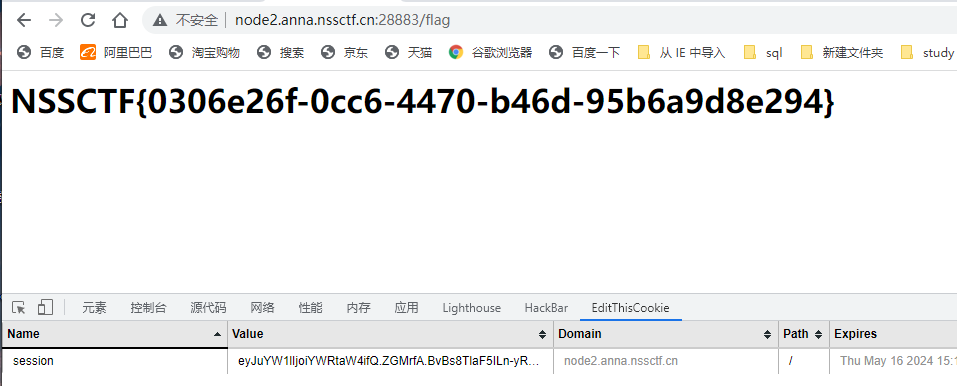 不安全 node2.anna.nssctf.cn:28883/flag
百度 阿里巴巴 淘宝购物 搜索 京东 天猫 谷歌浏览器 百度一下 从 IE 中导入 sql 新建文件夹 study
NSSCTF{0306e26f-0cc6-4470-b46d-95b6a9d8e294}
元素 控制台 源代码 网络 性能 内存 应用 Lighthouse HackBar EditThisCookie
Name Value Domain Path Expires
session eyJuYW1lIjoiYWRtaW4ifQ.ZGMrfA.BvBs8TlaF5ILn-yR... node2.anna.nssctf.cn / Thu May 16 2024 15:1